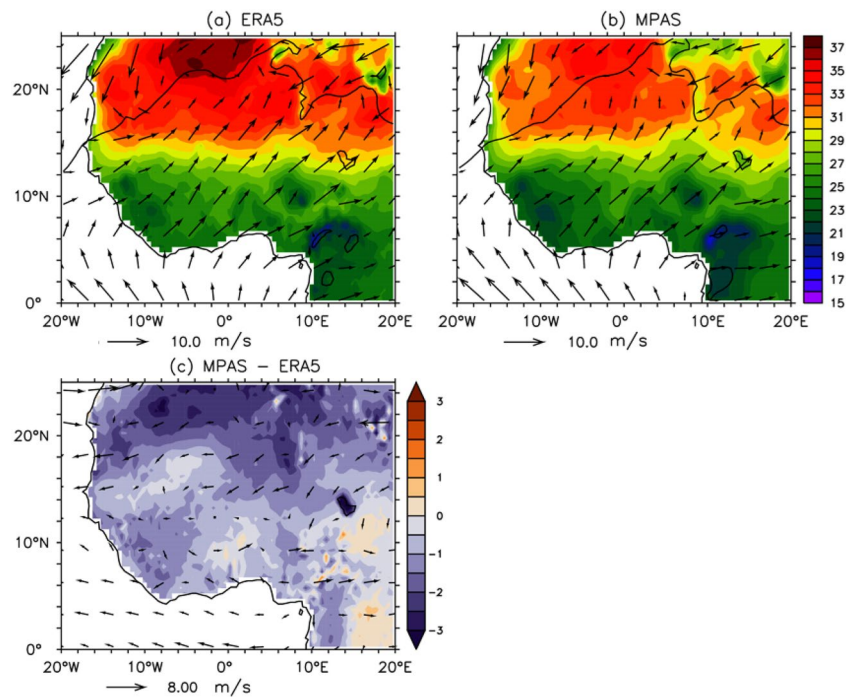 (a) ERA5
(b) MPAS
20°N
10°N
0°
20°W 10°W 0° 10°E 20°E
10.0 m/s
20°N
10°N
0°
20°W 10°W 0° 10°E 20°E
10.0 m/s
37
35
33
31
29
27
25
23
21
19
17
15
(c) MPAS − ERA5
20°N
10°N
0°
20°W 10°W 0° 10°E 20°E
8.00 m/s
3
2
1
0
−1
−2
−3